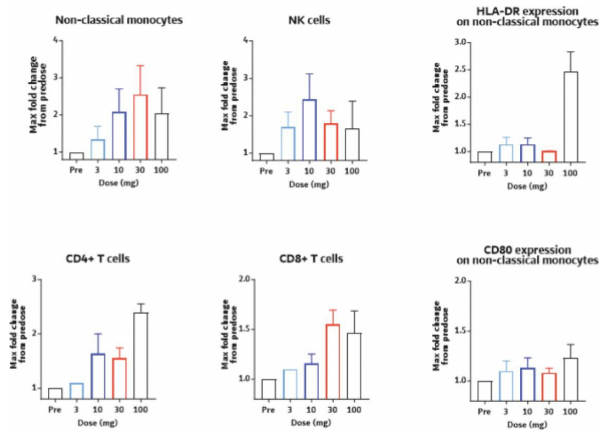 Non-classical monocytes
Max fold change
from predose
4
3
2
1
Pre 3 10 30 100
Dose (mg)
NK cells
Max fold change
from predose
4
3
2
1
Pre 3 10 30 100
Dose (mg)
HLA-DR expression
on non-classical monocytes
Max fold change
from predose
3.0
2.5
2.0
1.5
1.0
Pre 3 10 30 100
Dose (mg)
CD4+ T cells
Max fold change
from predose
3
2
1
Pre 3 10 30 100
Dose (mg)
CD8+ T cells
Max fold change
from predose
2.0
1.5
1.0
Pre 3 10 30 100
Dose (mg)
CD80 expression
on non-classical monocytes
Max fold change
from predose
2.0
1.5
1.0
Pre 3 10 30 100
Dose (mg)